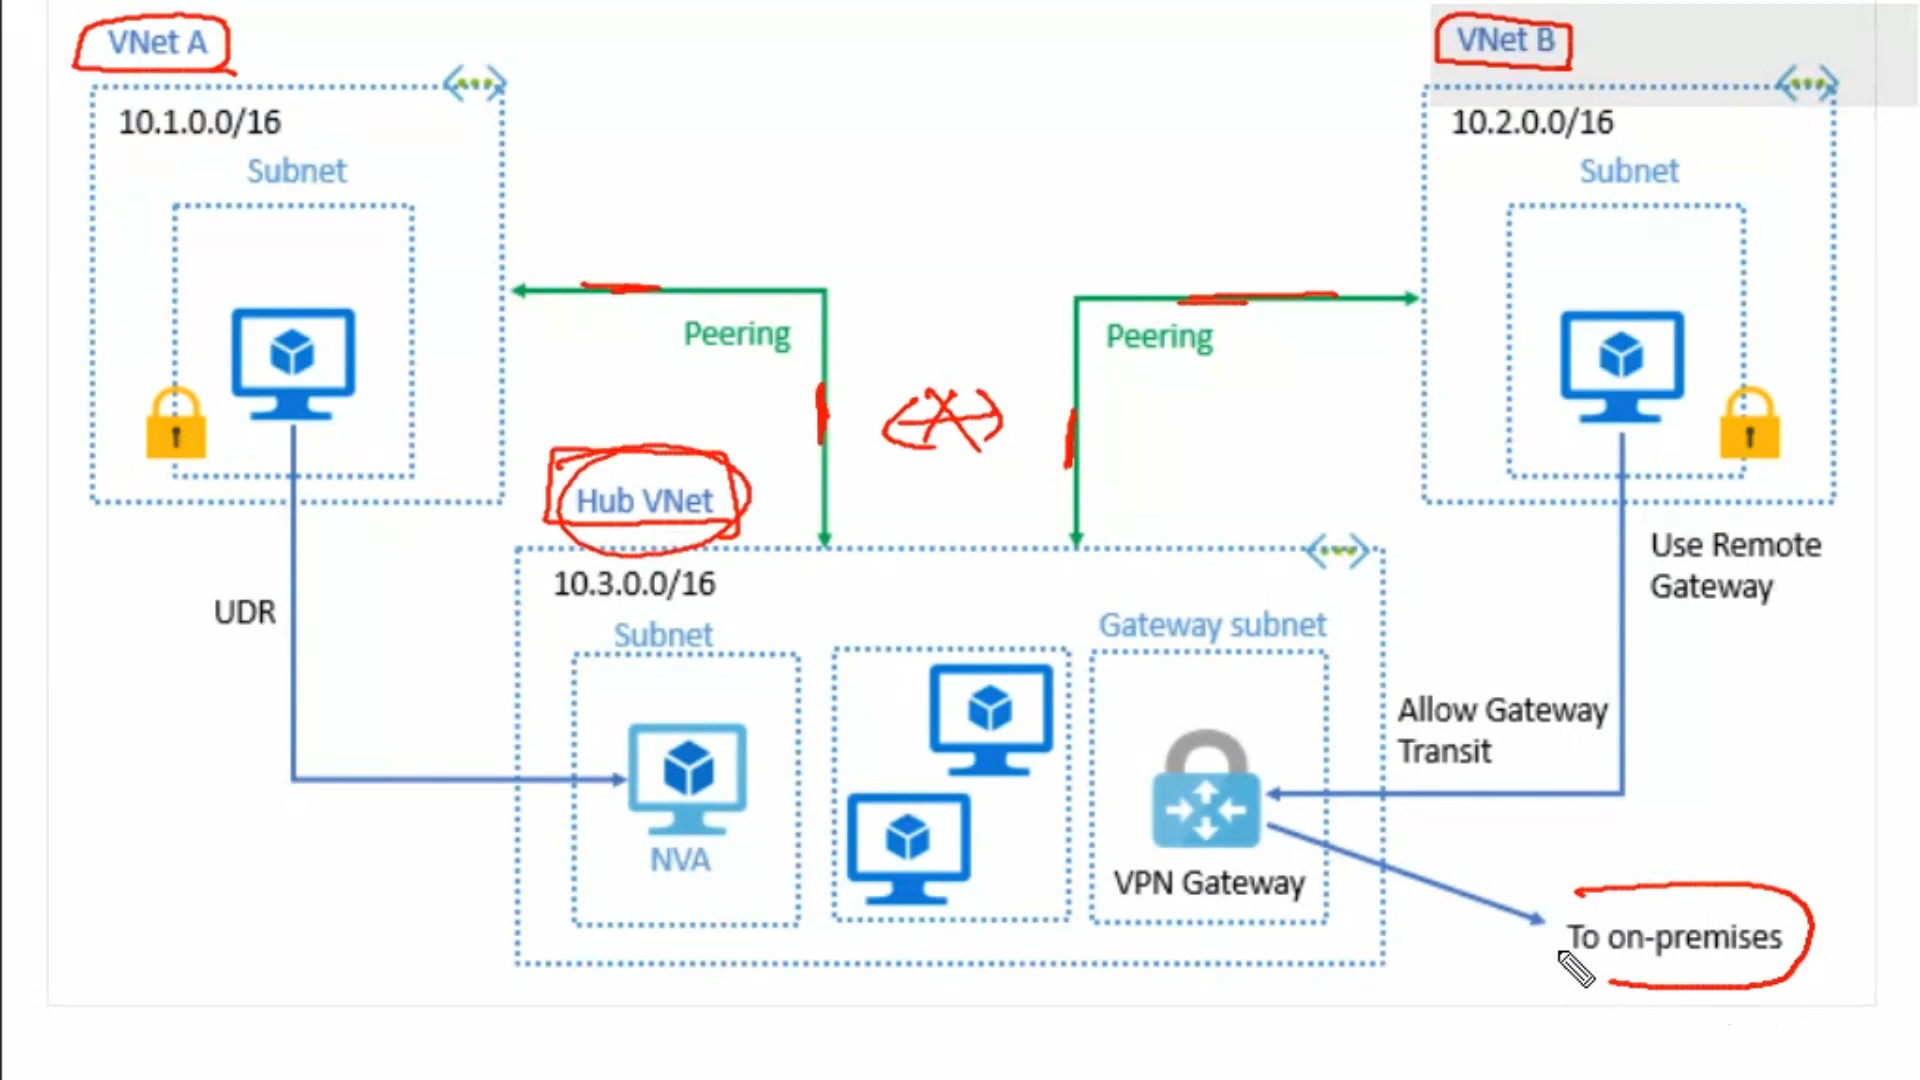 VNet A
VNet B
10.1.0.0/16
10.2.0.0/16
Subnet
Subnet
Peering
Peering
Hub VNet
Use Remote
Gateway
10.3.0.0/16
UDR
Subnet
Gateway subnet
Allow Gateway
Transit
NVA
VPN Gateway
To on-premises